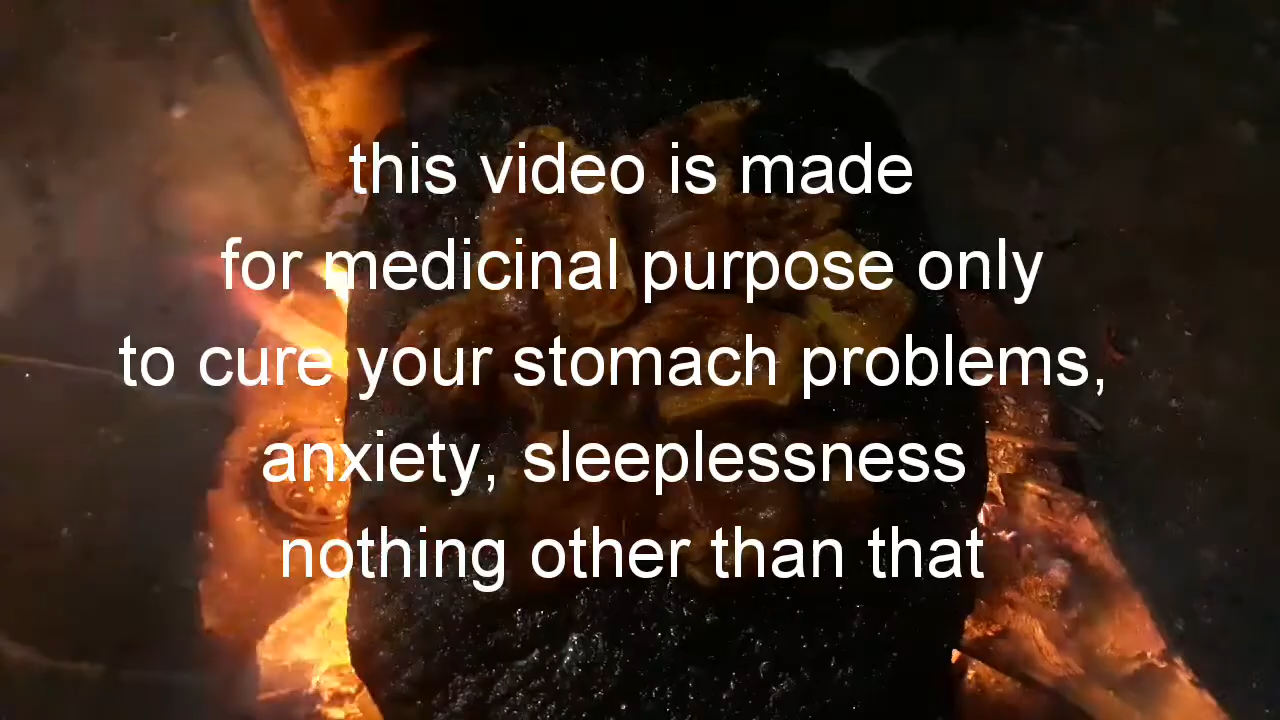 this video is made
for medicinal purpose only
to cure your stomach problems,
anxiety, sleeplessness
nothing other than that